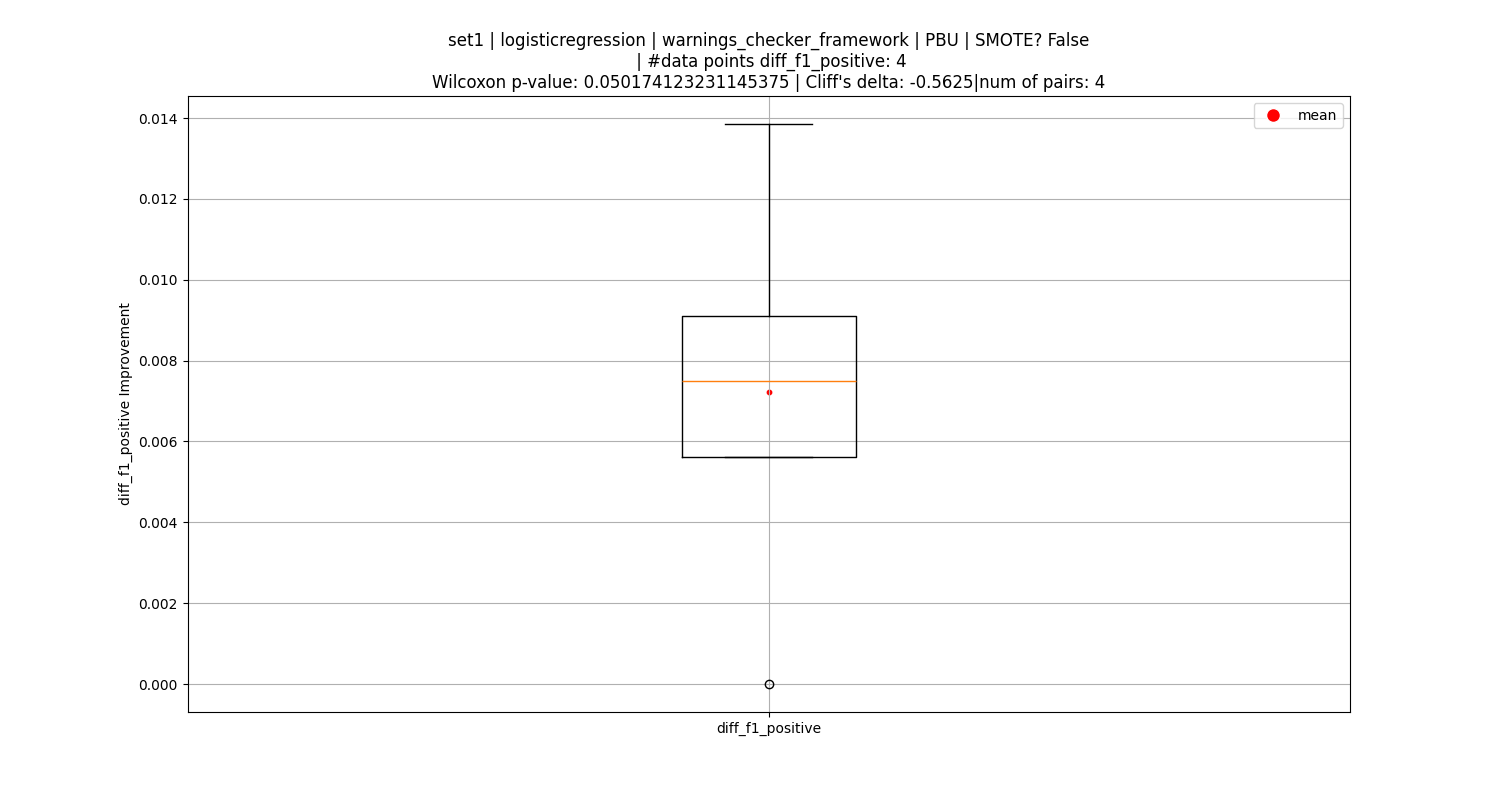 set1 | logisticregression | warnings_checker_framework | PBU | SMOTE? False
| #data points diff_f1_positive: 4
Wilcoxon p-value: 0.050174123231145375 | Cliff's delta: -0.5625|num of pairs: 4
mean
0.014
0.012
0.010
0.008
0.006
0.004
0.002
0.000
diff_f1_positive Improvement
diff_f1_positive